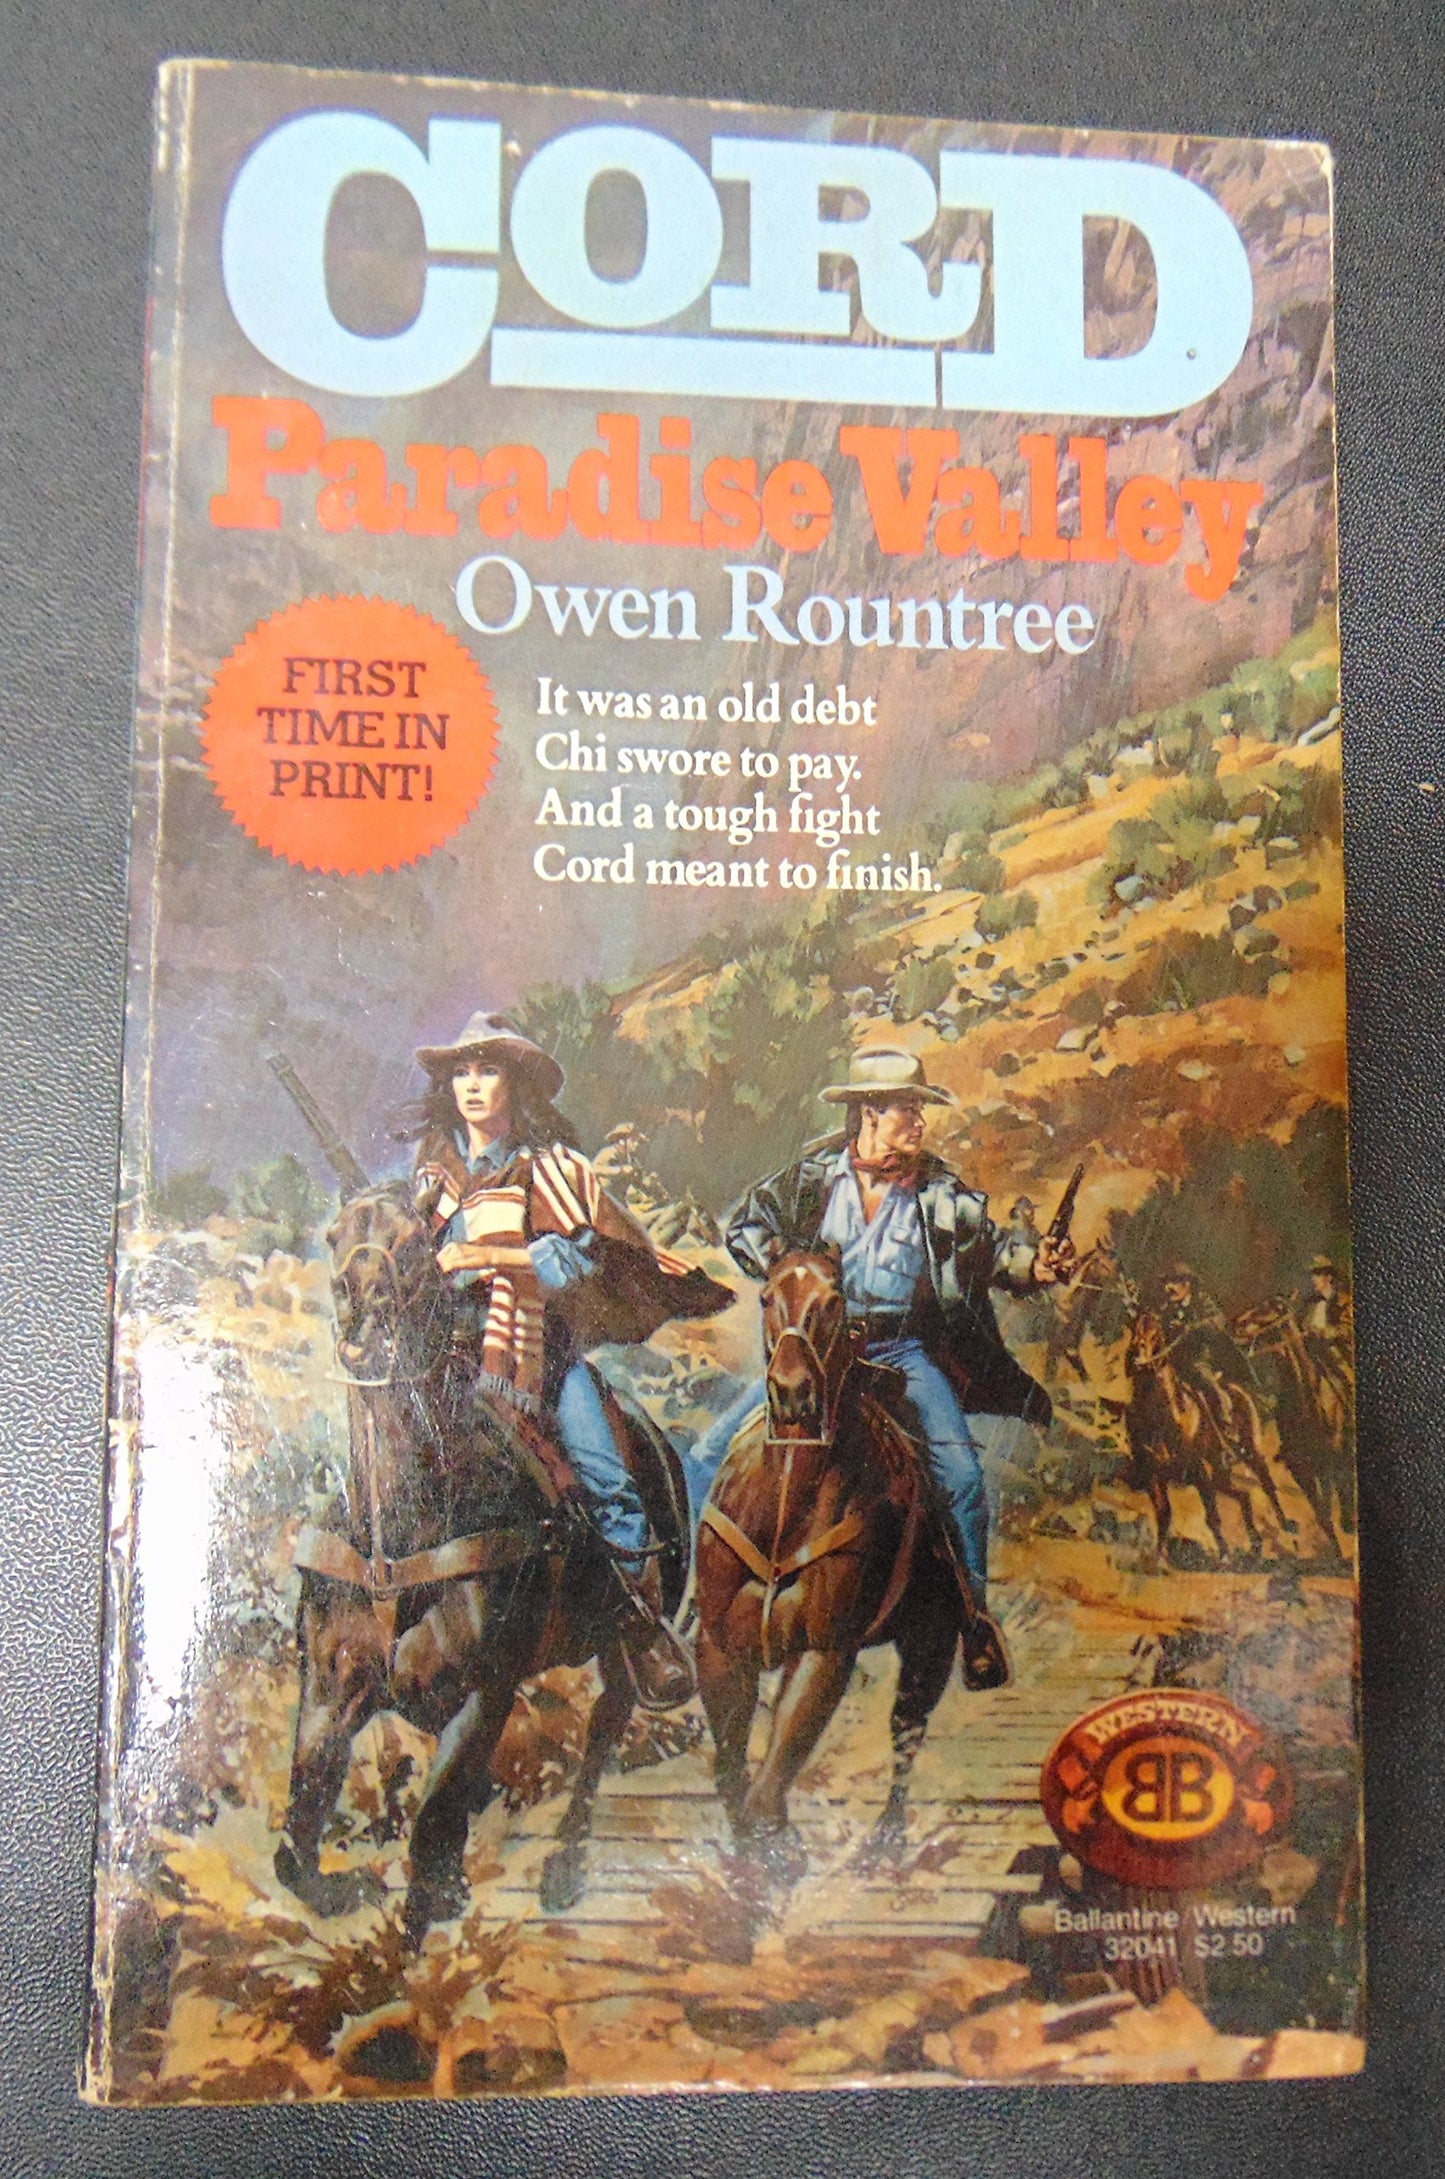 CORD
Paradise Valley
Owen Rountree
FIRST
TIME IN
PRINT!
It was an old debt
Chi swore to pay.
And a tough fight
Cord meant to finish.
WESTERN
BB
Ballantine/Western
32041/$2.50